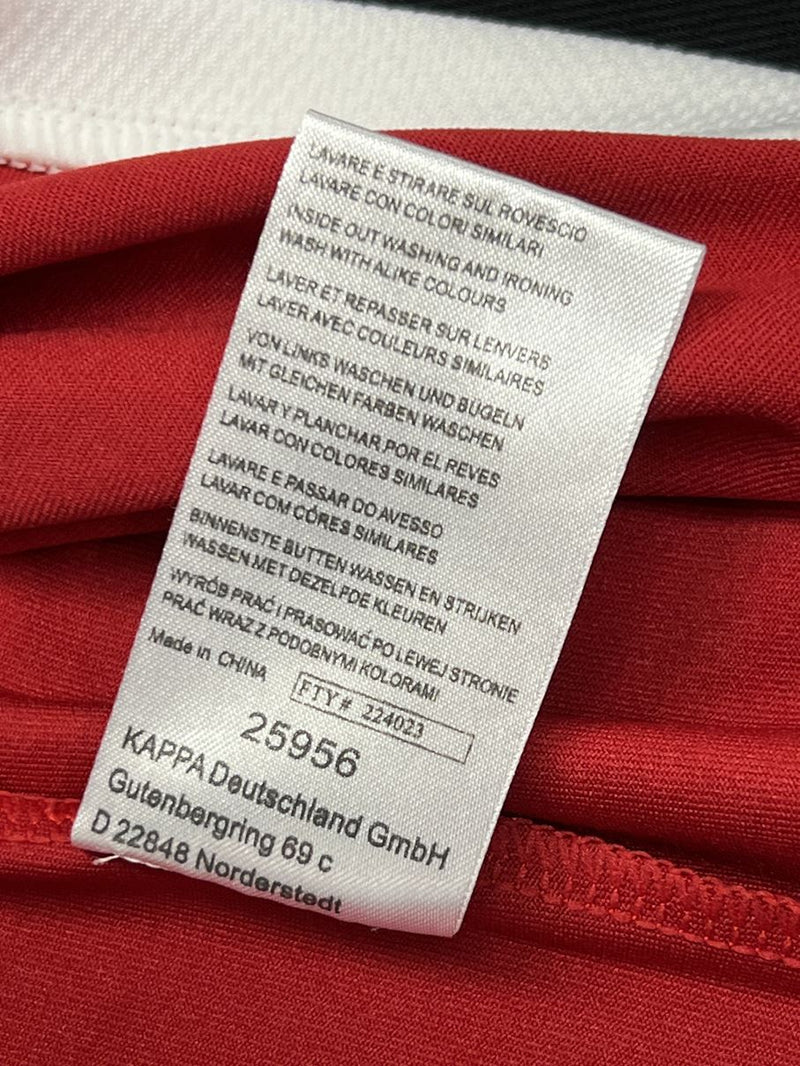 LAVARE E STIRARE SUL ROVESCIO
LAVARE CON COLORI SIMILARI
INSIDE OUT WASHING AND IRONING
WASH WITH ALIKE COLOURS
LAVER ET REPASSER SUR LENVERS
LAVER AVEC COULEURS SIMILAIRES
VON LINKS WASCHEN UND BUGELN
MIT GLEICHEN FARBEN WASCHEN
LAVAR Y PLANCHAR POR EL REVES
LAVAR CON COLORES SIMILARES
LAVARE E PASSAR DO AVESSO
LAVAR COM CÓRES SIMILARES
BINNENSTE BUTTEN WASSEN EN STRIJKEN
WASSEN MET DEZELFDE KLEUREN
WYRÓB PRAĆ I PRASOWAĆ PO LEWEJ STRONIE
PRAĆ WRAZ Z PODOBNYMI KOLORAMI
Made in CHINA
FTY# 224023
25956
KAPPA Deutschland GmbH
Gutenbergring 69 c
D 22848 Norderstedt